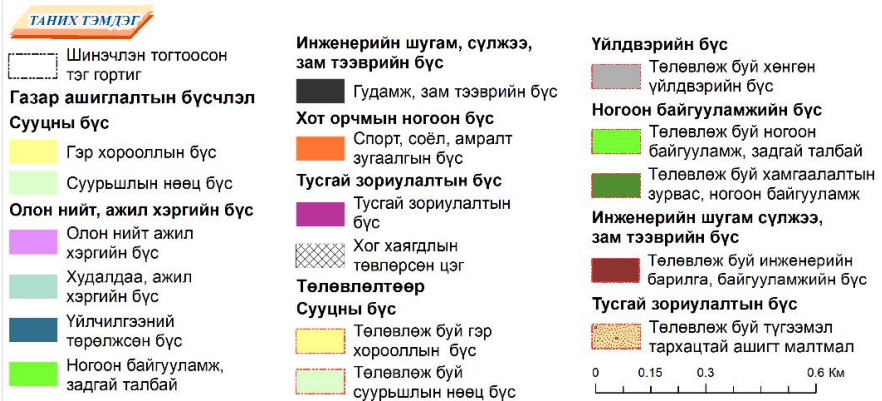 ТАНИХ ТЭМДЭГ
Шинэчлэн тогтоосон
тэг гортиг
Газар ашиглалтын бүсчлэл
Сууцны бүс
Гэр хорооллын бүс
Суурьшлын нөөц бүс
Олон нийт, ажил хэргийн бүс
Олон нийт ажил
хэргийн бүс
Худалдаа, ажил
хэргийн бүс
Үйлчилгээний
төрөлжсөн бүс
Ногоон байгууламж,
задгай талбай
Инженерийн шугам, сүлжээ,
зам тээврийн бүс
Гудамж, зам тээврийн бүс
Хот орчмын ногоон бүс
Спорт, соёл, амралт
зугаалгын бүс
Тусгай зориулалтын бүс
Тусгай зориулалтын
бүс
Хог хаягдлын
төвлөрсөн цэг
Төлөвлөлтөөр
Сууцны бүс
Төлөвлөж буй гэр
хорооллын бүс
Төлөвлөж буй
суурьшлын нөөц бүс
Үйлдвэрийн бүс
Төлөвлөж буй хөнгөн
үйлдвэрийн бүс
Ногоон байгууламжийн бүс
Төлөвлөж буй ногоон
байгууламж, задгай талбай
Төлөвлөж буй хамгаалалтын
зурвас, ногоон байгууламж
Инженерийн шугам сүлжээ,
зам тээврийн бүс
Төлөвлөж буй инженерийн
барилга, байгууламжийн бүс
Тусгай зориулалтын бүс
Төлөвлөж буй түгээмэл
тархацтай ашигт малтмал
0 0.15 0.3 0.6 Км